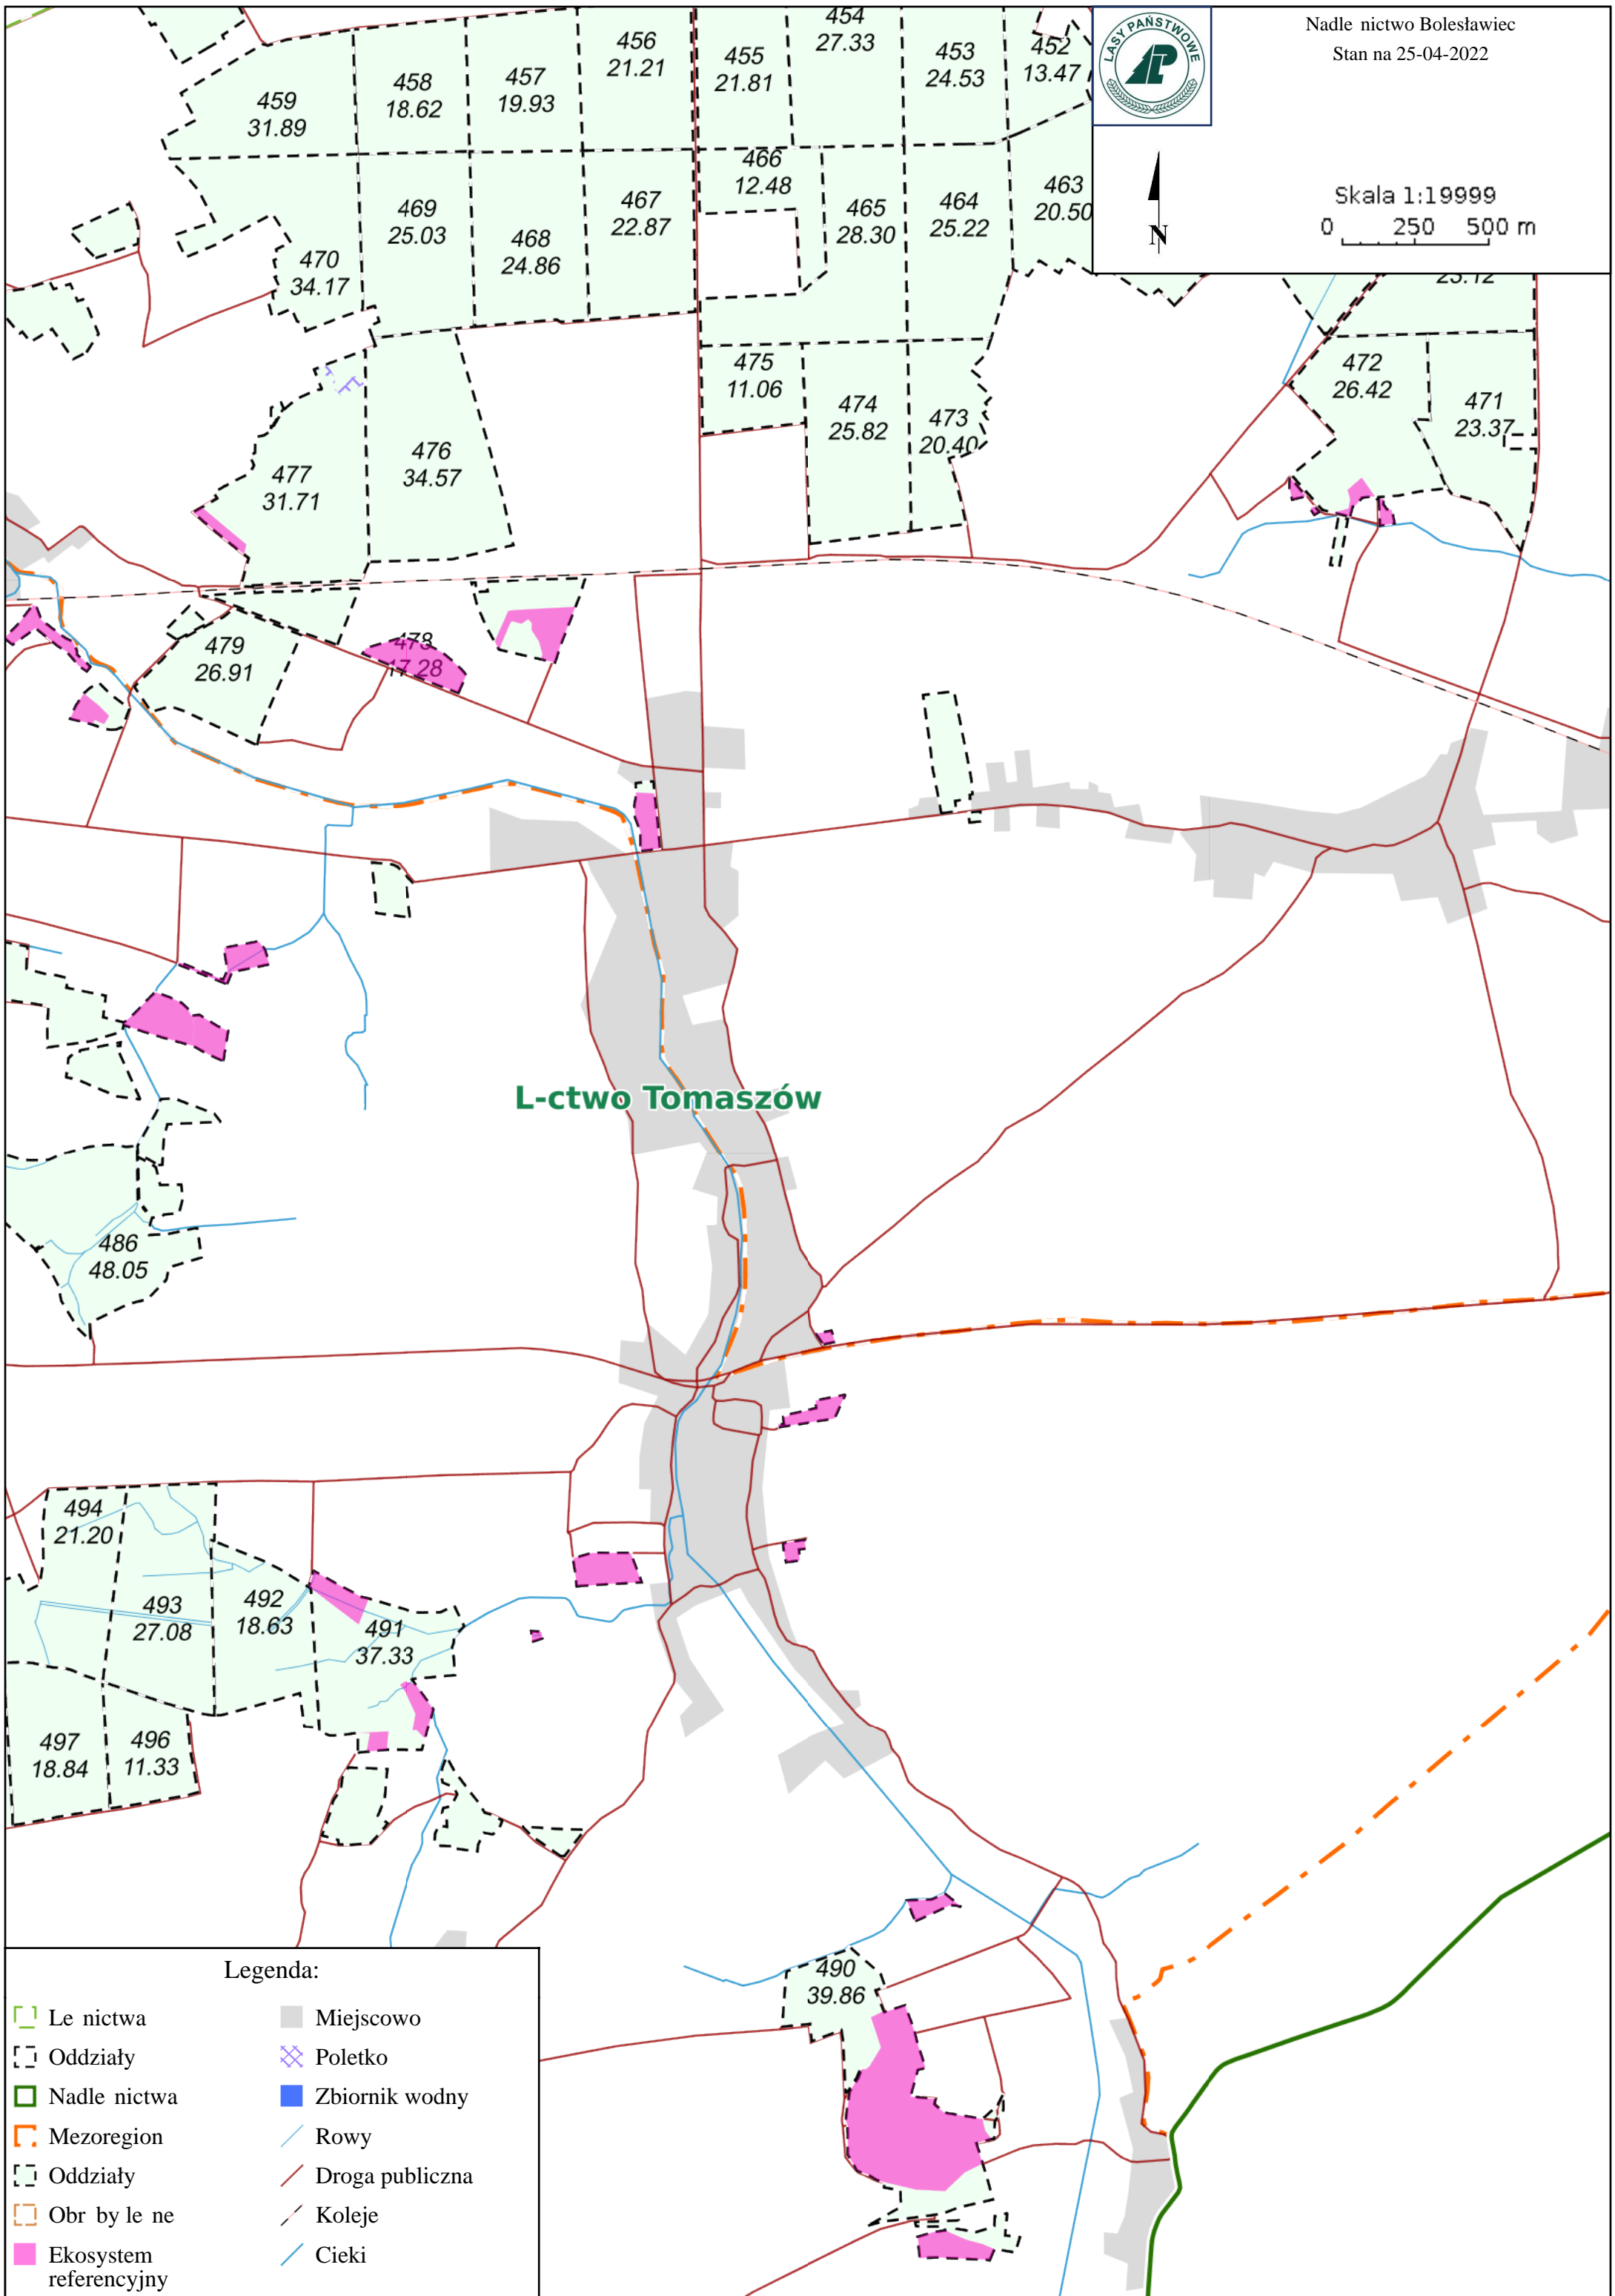 LASY PAŃSTWOWE
Nadle nictwo Bolesławiec
Stan na 25-04-2022
N
Skala 1:19999
0 250 500 m
454
27.33
456
21.21
455
21.81
453
24.53
452
13.47
458
18.62
457
19.93
459
31.89
466
12.48
463
20.50
467
22.87
469
25.03
465
28.30
464
25.22
468
24.86
470
34.17
23.12
475
11.06
472
26.42
474
25.82
473
20.40
471
23.37
476
34.57
477
31.71
479
26.91
478
17.28
L-ctwo Tomaszów
486
48.05
494
21.20
493
27.08
492
18.63
491
37.33
497
18.84
496
11.33
490
39.86
Legenda:
Le nictwa
Oddziały
Nadle nictwa
Mezoregion
Oddziały
Obr by le ne
Ekosystem
referencyjny
Miejscowo
Poletko
Zbiornik wodny
Rowy
Droga publiczna
Koleje
Cieki